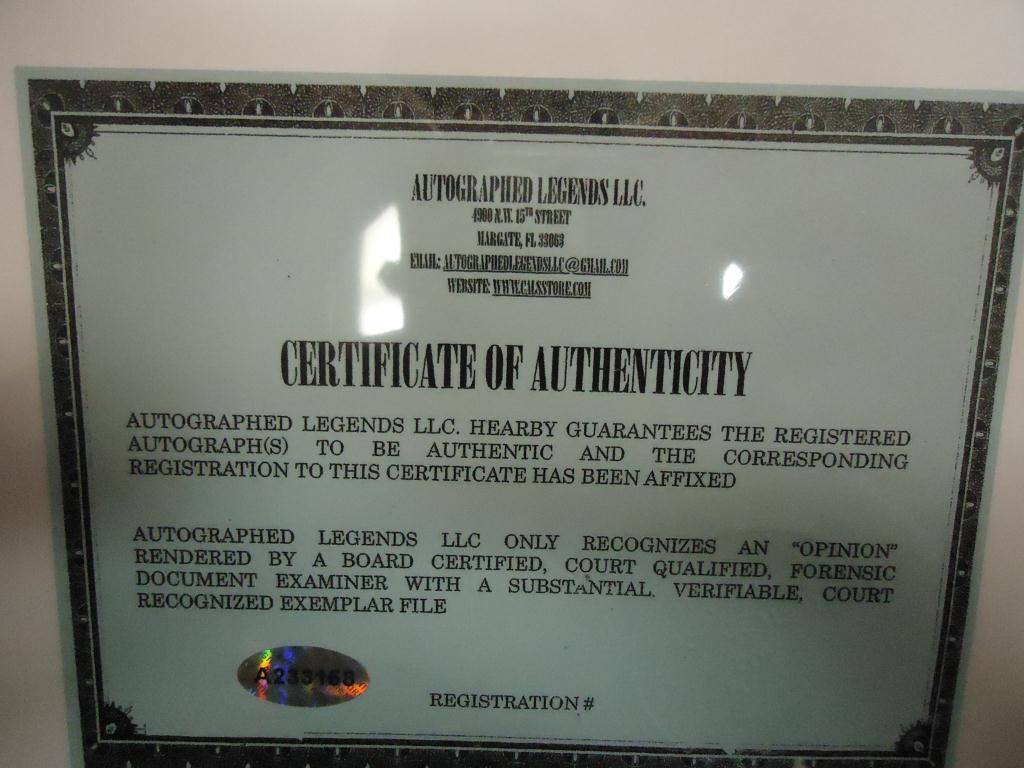 AUTOGRAPHED LEGENDS LLC.
4900 N.W. 15TH STREET
MARGATE, FL 33063
EMAIL: AUTOGRAPHEDLEGENDSLLC@GMAIL.COM
WEBSITE: WWW.CALSSTORE.COM
CERTIFICATE OF AUTHENTICITY
AUTOGRAPHED LEGENDS LLC. HEARBY GUARANTEES THE REGISTERED
AUTOGRAPH(S) TO BE AUTHENTIC AND THE CORRESPONDING
REGISTRATION TO THIS CERTIFICATE HAS BEEN AFFIXED
AUTOGRAPHED LEGENDS LLC ONLY RECOGNIZES AN "OPINION"
RENDERED BY A BOARD CERTIFIED, COURT QUALIFIED, FORENSIC
DOCUMENT EXAMINER WITH A SUBSTANTIAL, VERIFIABLE, COURT
RECOGNIZED EXEMPLAR FILE
A233168
REGISTRATION #